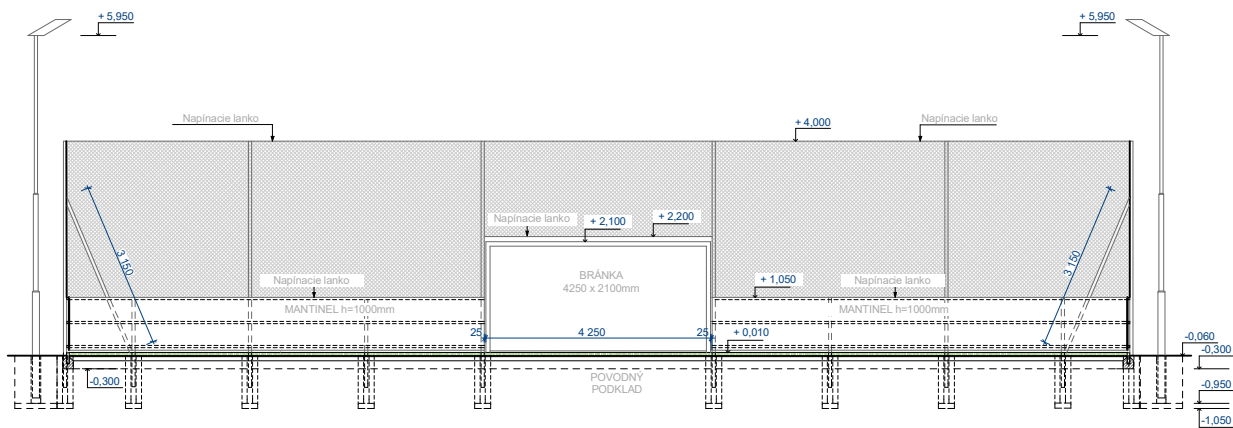 + 5,950
+ 5,950
Napínacie lanko
+ 4,000
Napínacie lanko
Napínacie lanko
+ 2,100
+ 2,200
3 150
3 150
BRÁNKA
4250 x 2100mm
Napínacie lanko
+ 1,050
Napínacie lanko
MANTINEL h=1000mm
MANTINEL h=1000mm
25
4 250
25
+ 0,010
-0,060
-0,300
-0,300
POVODNÝ
PODKLAD
-0,950
-1,050